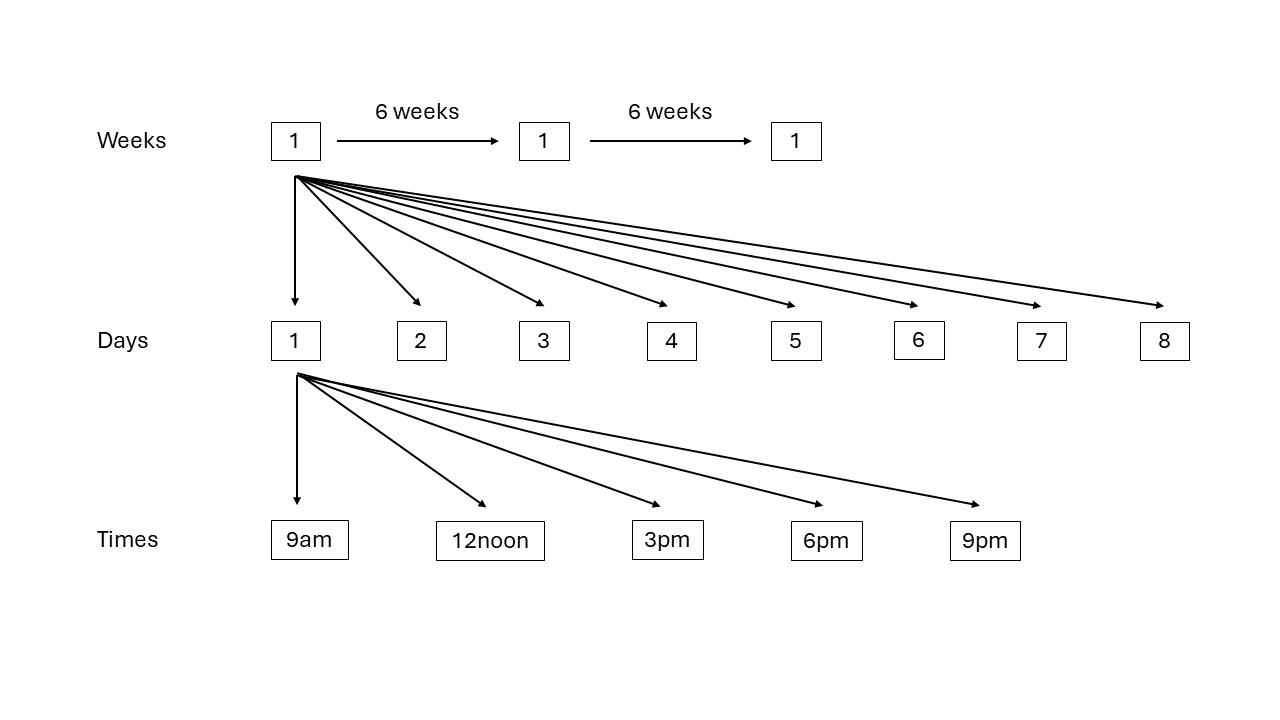 6 weeks 6 weeks
Weeks 1 1 1
Days 1 2 3 4 5 6 7 8
Times 9am 12noon 3pm 6pm 9pm